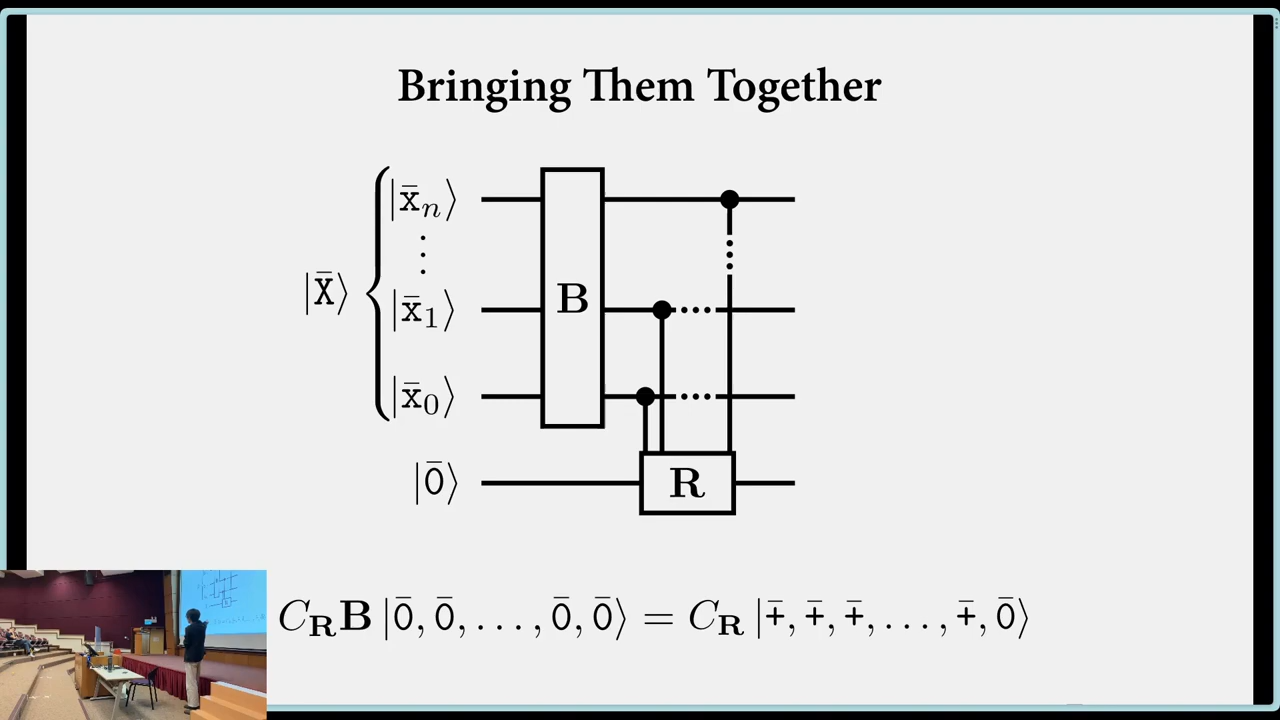 Bringing Them Together
|x̄ₙ⟩
⋮
|X̄⟩ { |x̄₁⟩
B
|x̄₀⟩
|0̄⟩
R
C_R B |0̄, 0̄, . . . , 0̄, 0̄⟩ = C_R |+̄, +̄, +̄, . . . , +̄, 0̄⟩